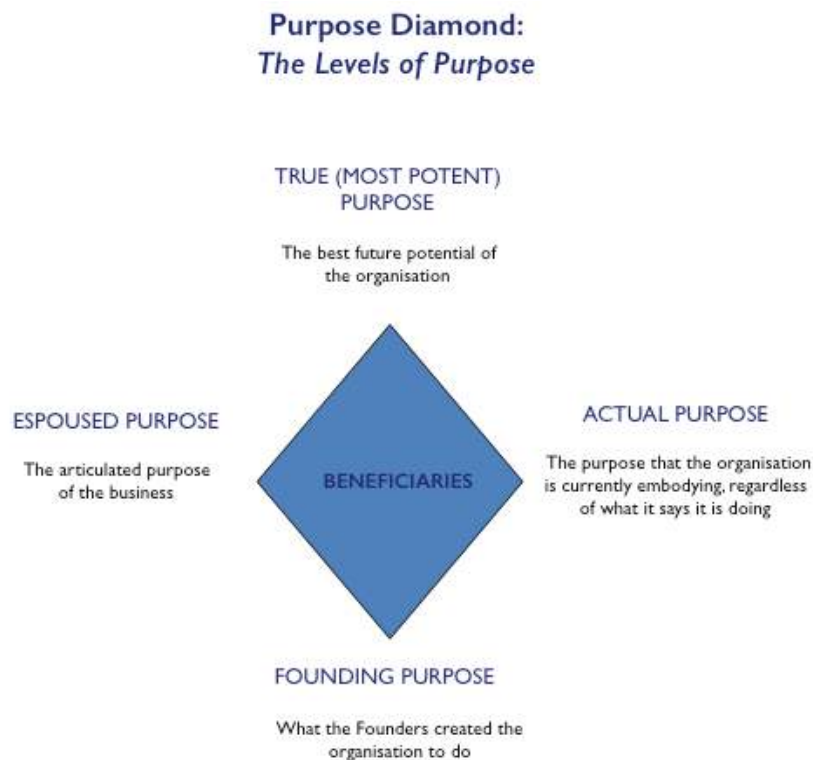 Purpose Diamond:
The Levels of Purpose
TRUE (MOST POTENT)
PURPOSE
The best future potential of
the organisation
ESPOUSED PURPOSE
The articulated purpose
of the business
BENEFICIARIES
ACTUAL PURPOSE
The purpose that the organisation
is currently embodying, regardless
of what it says it is doing
FOUNDING PURPOSE
What the Founders created the
organisation to do